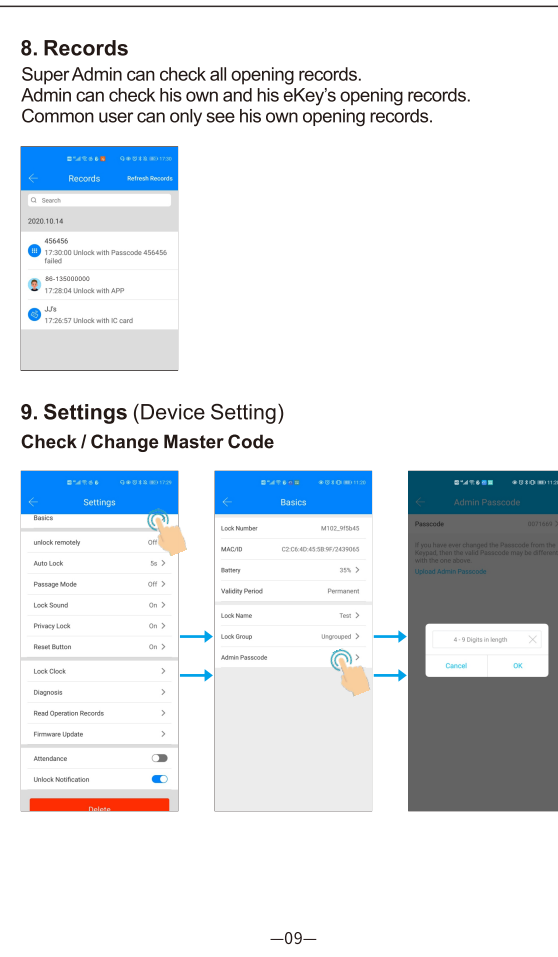 8. Records
Super Admin can check all opening records.
Admin can check his own and his eKey's opening records.
Common user can only see his own opening records.
17:30
Records
Refresh Records
Search
2020.10.14
456456
17:30:00 Unlock with Passcode 456456
failed
86-135000000
17:28:04 Unlock with APP
JJ's
17:26:57 Unlock with IC card
9. Settings (Device Setting)
Check / Change Master Code
17:29
Settings
Basics
unlock remotely Off
Auto Lock 5s
Passage Mode Off
Lock Sound On
Privacy Lock On
Reset Button On
Lock Clock
Diagnosis
Read Operation Records
Firmware Update
Attendance
Unlock Notification
Delete
11:20
Basics
Lock Number M102_9f5b45
MAC/ID C2:C6:4D:45:5B:9F/2439065
Battery 35%
Validity Period Permanent
Lock Name Test
Lock Group Ungrouped
Admin Passcode
Admin Passcode
Passcode
If you have ever changed the Passcode from the
Keypad, then the valid Passcode may be different
with the one above.
Upload Admin Passcode
4 - 9 Digits in length
Cancel OK
—09—